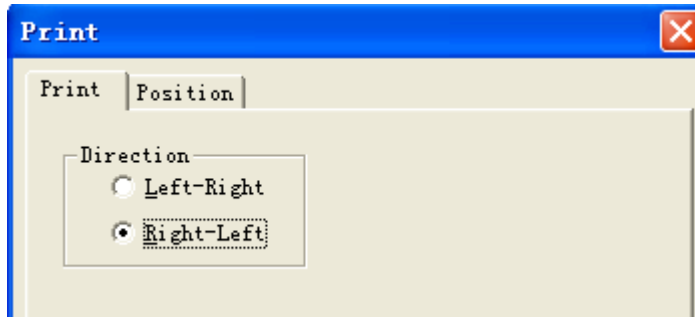 Print
Print Position
Direction
Left-Right
Right-Left